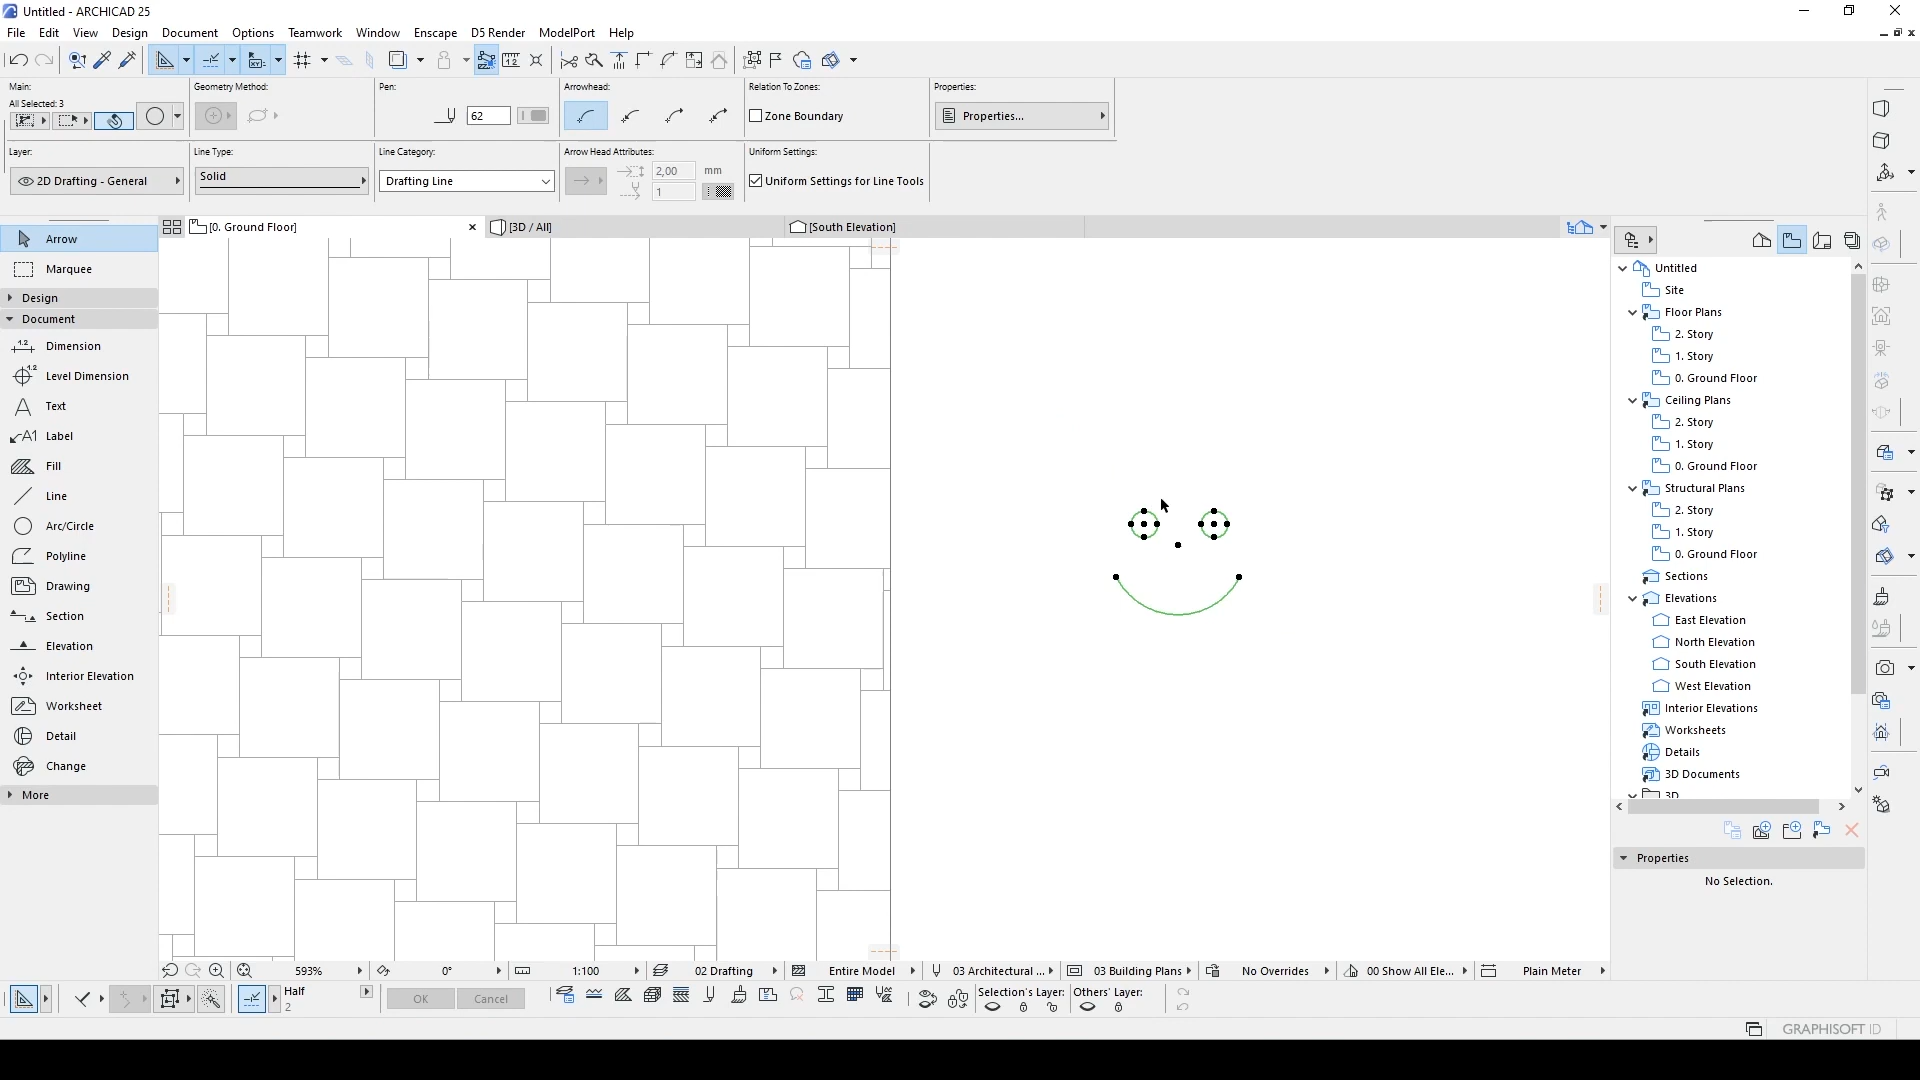 Untitled - ARCHICAD 25
File Edit View Design Document Options Teamwork Window Enscape D5 Render ModelPort Help
Main: Geometry Method: Pen: Arrowhead: Relation To Zones: Properties:
All Selected: 3
62 Zone Boundary Properties...
Layer: Line Type: Line Category: Arrow Head Attributes: Uniform Settings:
2D Drafting - General Solid Drafting Line 2,00 mm Uniform Settings for Line Tools
1
[0. Ground Floor] [3D / All] [South Elevation]
Arrow
Marquee
Design
Document
1.2 Dimension
1.2 Level Dimension
Text
A1 Label
Fill
Line
Arc/Circle
Polyline
Drawing
Section
Elevation
Interior Elevation
Worksheet
Detail
Change
More
Untitled
Site
Floor Plans
2. Story
1. Story
0. Ground Floor
Ceiling Plans
2. Story
1. Story
0. Ground Floor
Structural Plans
2. Story
1. Story
0. Ground Floor
Sections
Elevations
East Elevation
North Elevation
South Elevation
West Elevation
Interior Elevations
Worksheets
Details
3D Documents
3D
Properties
No Selection.
593% 0° 1:100 02 Drafting Entire Model 03 Architectural ... 03 Building Plans No Overrides 00 Show All Ele... Plain Meter
Half
2
OK Cancel
Selection's Layer: Others' Layer:
GRAPHISOFT ID